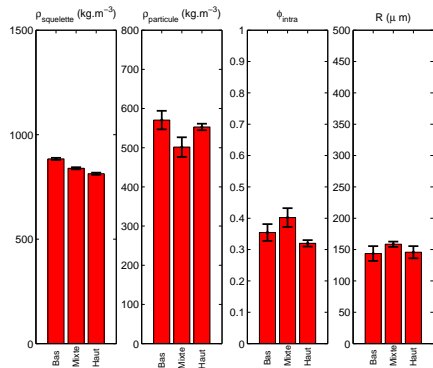 ρsquelette (kg.m−3)
1500
1000
500
0
Bas
Mixte
Haut
ρparticule (kg.m−3)
800
700
600
500
400
300
200
100
0
Bas
Mixte
Haut
ϕintra
1
0.9
0.8
0.7
0.6
0.5
0.4
0.3
0.2
0.1
0
Bas
Mixte
Haut
R (μ m)
500
450
400
350
300
250
200
150
100
50
0
Bas
Mixte
Haut